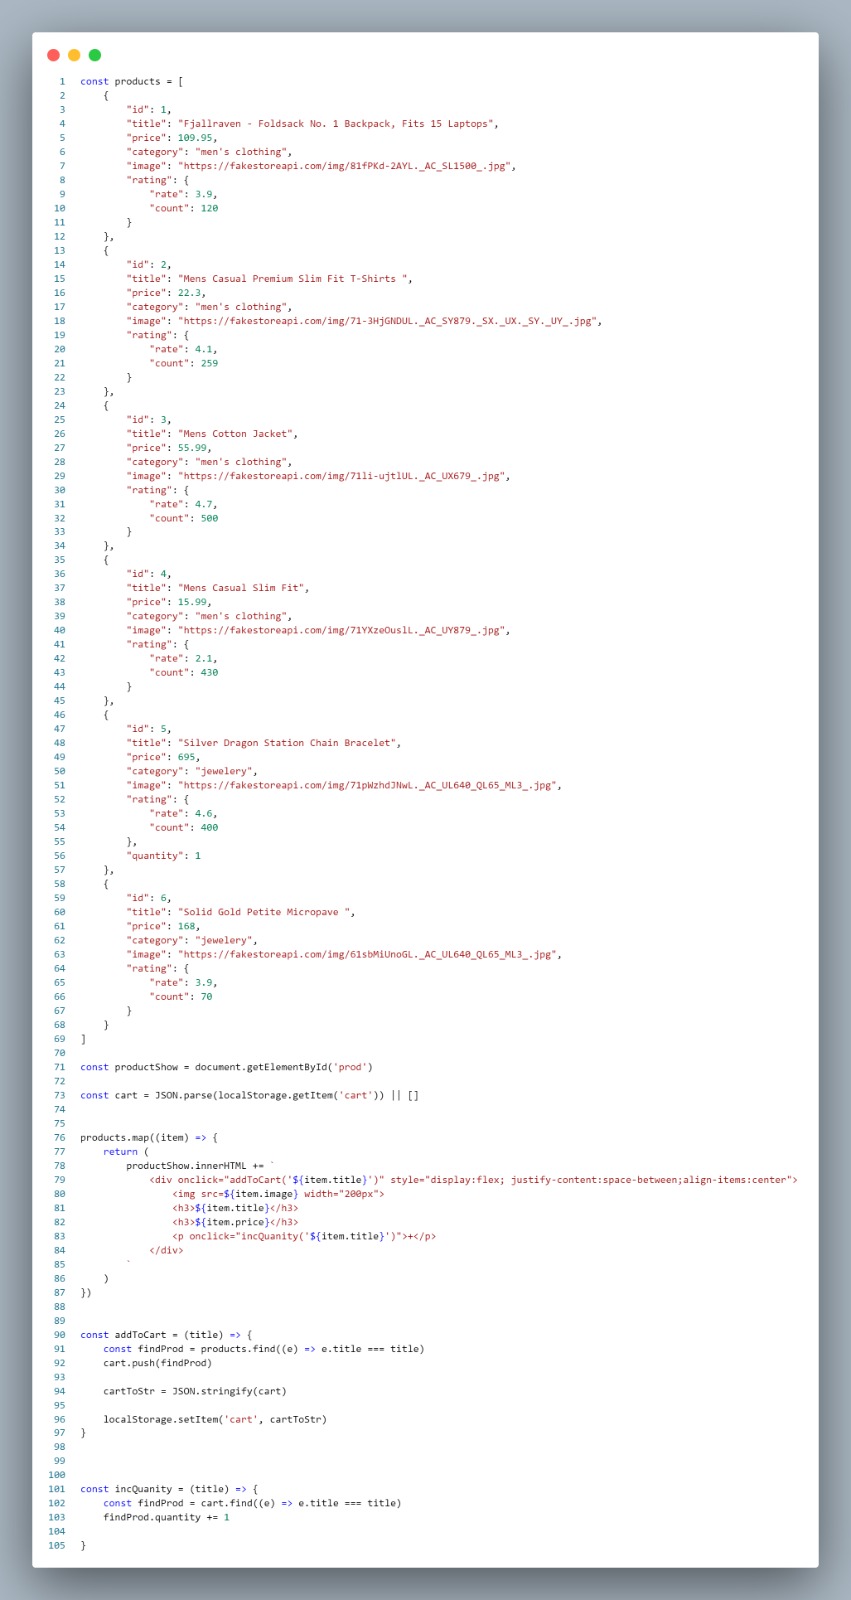 1 const products = [
2     {
3         "id": 1,
4         "title": "Fjallraven - Foldsack No. 1 Backpack, Fits 15 Laptops",
5         "price": 109.95,
6         "category": "men's clothing",
7         "image": "https://fakestoreapi.com/img/81fPKd-2AYL._AC_SL1500_.jpg",
8         "rating": {
9             "rate": 3.9,
10             "count": 120
11         }
12     },
13     {
14         "id": 2,
15         "title": "Mens Casual Premium Slim Fit T-Shirts ",
16         "price": 22.3,
17         "category": "men's clothing",
18         "image": "https://fakestoreapi.com/img/71-3HjGNDUL._AC_SY879._SX._UX._SY._UY_.jpg",
19         "rating": {
20             "rate": 4.1,
21             "count": 259
22         }
23     },
24     {
25         "id": 3,
26         "title": "Mens Cotton Jacket",
27         "price": 55.99,
28         "category": "men's clothing",
29         "image": "https://fakestoreapi.com/img/71li-ujtlUL._AC_UX679_.jpg",
30         "rating": {
31             "rate": 4.7,
32             "count": 500
33         }
34     },
35     {
36         "id": 4,
37         "title": "Mens Casual Slim Fit",
38         "price": 15.99,
39         "category": "men's clothing",
40         "image": "https://fakestoreapi.com/img/71YXzeOuslL._AC_UY879_.jpg",
41         "rating": {
42             "rate": 2.1,
43             "count": 430
44         }
45     },
46     {
47         "id": 5,
48         "title": "Silver Dragon Station Chain Bracelet",
49         "price": 695,
50         "category": "jewelery",
51         "image": "https://fakestoreapi.com/img/71pWzhdJNwL._AC_UL640_QL65_ML3_.jpg",
52         "rating": {
53             "rate": 4.6,
54             "count": 400
55         },
56         "quantity": 1
57     },
58     {
59         "id": 6,
60         "title": "Solid Gold Petite Micropave ",
61         "price": 168,
62         "category": "jewelery",
63         "image": "https://fakestoreapi.com/img/61sbMiUnoGL._AC_UL640_QL65_ML3_.jpg",
64         "rating": {
65             "rate": 3.9,
66             "count": 70
67         }
68     }
69 ]
70
71 const productShow = document.getElementById('prod')
72
73 const cart = JSON.parse(localStorage.getItem('cart')) || []
74
75
76 products.map((item) => {
77     return (
78         productShow.innerHTML += `
79             <div onclick="addToCart('${item.title}')" style="display:flex; justify-content:space-between;align-items:center">
80                 <img src=${item.image} width="200px">
81                 <h3>${item.title}</h3>
82                 <h3>${item.price}</h3>
83                 <p onclick="incQuanity('${item.title}')">+</p>
84             </div>
85         `
86     )
87 })
88
89
90 const addToCart = (title) => {
91     const findProd = products.find((e) => e.title === title)
92     cart.push(findProd)
93
94     cartToStr = JSON.stringify(cart)
95
96     localStorage.setItem('cart', cartToStr)
97 }
98
99
100
101 const incQuanity = (title) => {
102     const findProd = cart.find((e) => e.title === title)
103     findProd.quantity += 1
104
105 }